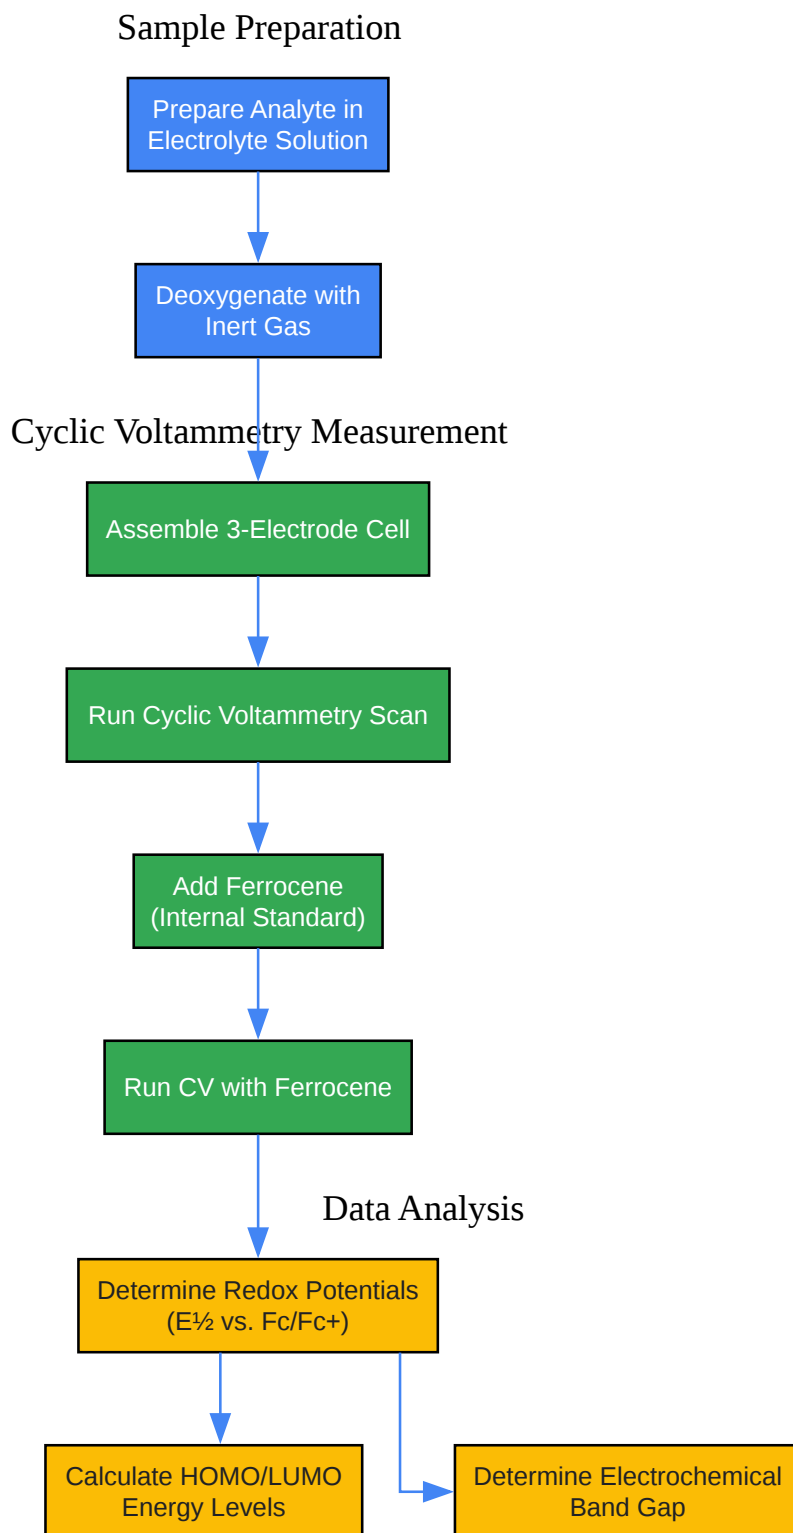 Sample Preparation
Prepare Analyte in
Electrolyte Solution
Deoxygenate with
Inert Gas
Cyclic Voltammetry Measurement
Assemble 3-Electrode Cell
Run Cyclic Voltammetry Scan
Add Ferrocene
(Internal Standard)
Run CV with Ferrocene
Data Analysis
Determine Redox Potentials
(E½ vs. Fc/Fc+)
Calculate HOMO/LUMO
Energy Levels
Determine Electrochemical
Band Gap